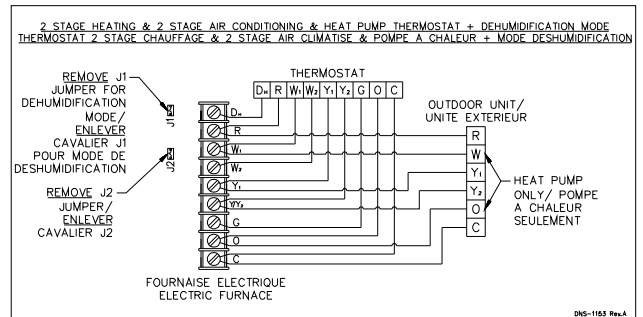 2 STAGE HEATING & 2 STAGE AIR CONDITIONING & HEAT PUMP THERMOSTAT + DEHUMIDIFICATION MODE
THERMOSTAT 2 STAGE CHAUFFAGE & 2 STAGE AIR CLIMATISE & POMPE A CHALEUR + MODE DESHUMIDIFICATION
REMOVE J1
JUMPER FOR
DEHUMIDIFICATION
MODE/
ENLEVER
CAVALIER J1
POUR MODE DE
DESHUMIDIFICATION
REMOVE J2
JUMPER/
ENLEVER
CAVALIER J2
J1
J2
THERMOSTAT
DH R W1 W2 Y1 Y2 G O C
DH
R
W1
W2
Y1
Y/Y2
G
O
C
FOURNAISE ELECTRIQUE
ELECTRIC FURNACE
OUTDOOR UNIT/
UNITE EXTERIEUR
R
W
Y1
Y2
O
C
HEAT PUMP
ONLY/ POMPE
A CHALEUR
SEULEMENT
DNS-1163 Rev.A